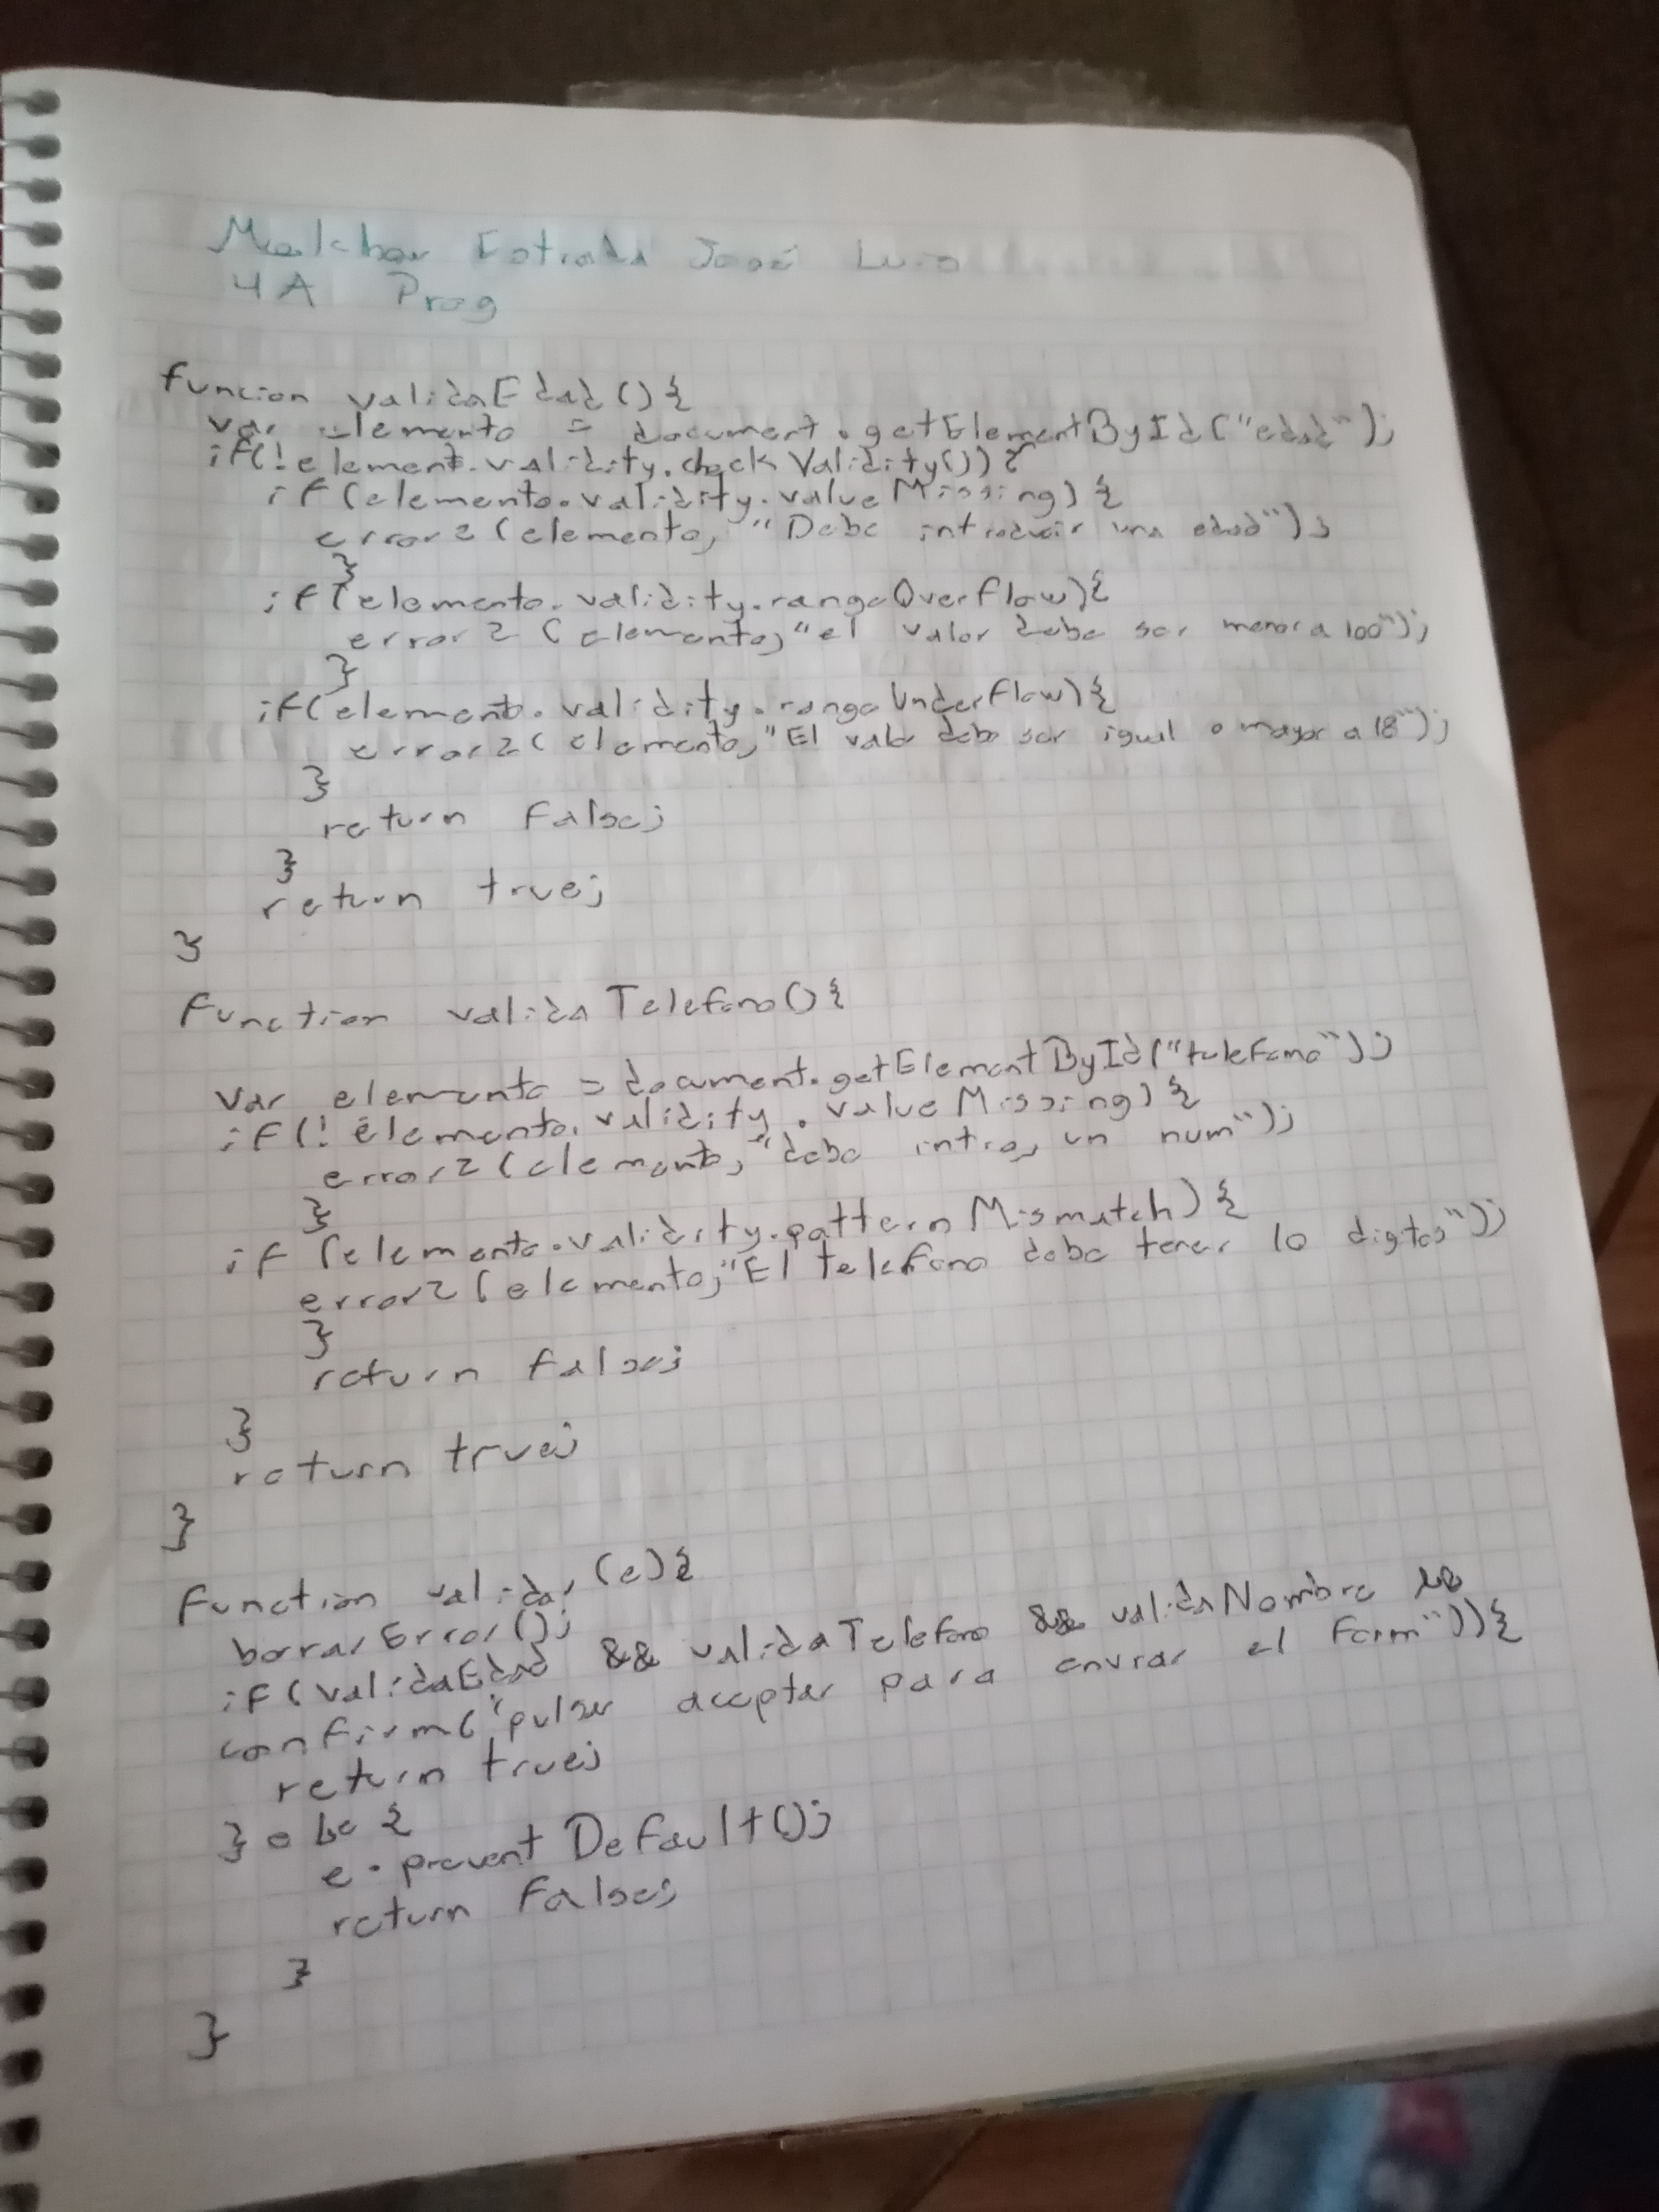 Melchor Estrada José Luis
4A Prog
funcion validaEdad(){
var elemento = document.getElementById("edad");
if(!elemento.validity.checkValidity()){
if(elemento.validity.valueMissing){
error2(elemento, "Debe introducir una edad");
}
if(elemento.validity.rangeOverflow){
error2(elemento, "el valor debe ser menor a 100");
}
if(elemento.validity.rangeUnderflow){
error2(elemento, "El valor debe ser igual o mayor a 18");
}
return false;
}
return true;
}
function validaTelefono(){
var elemento = document.getElementById("telefono");
if(!elemento.validity.valueMissing){
error2(elemento, "debe intro, un num");
}
if (elemento.validity.patternMismatch){
error2(elemento, "El telefono debe tener 10 digitos");
}
return false;
}
return true;
}
function validar(e){
borrarError();
if(validaEdad && validaTelefono && validaNombre &&
confirm("pulsar aceptar para enviar el form")){
return true;
} else {
e.preventDefault();
return false;
}
}